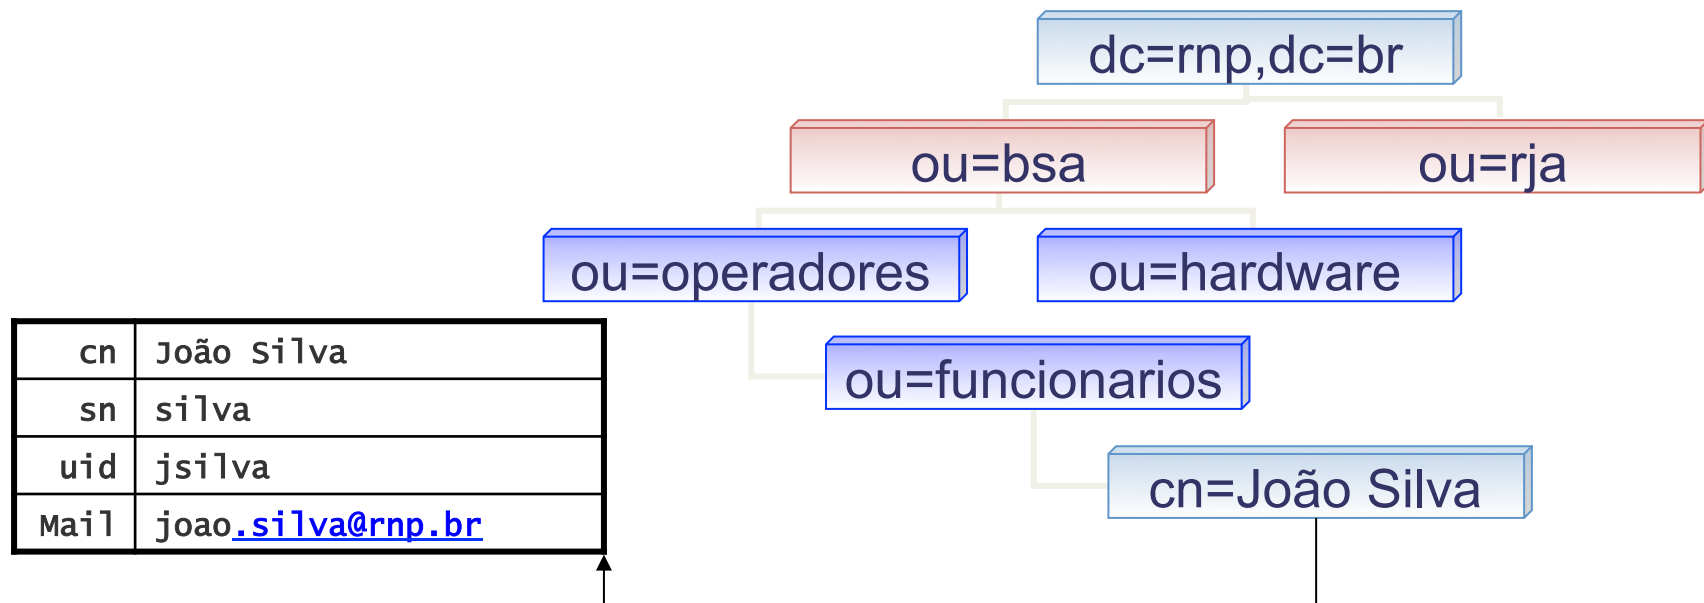 dc=rnp,dc=br
ou=bsa
ou=rja
ou=operadores
ou=hardware
ou=funcionarios
cn=João Silva
cn João Silva
sn silva
uid jsilva
Mail joao.silva@rnp.br